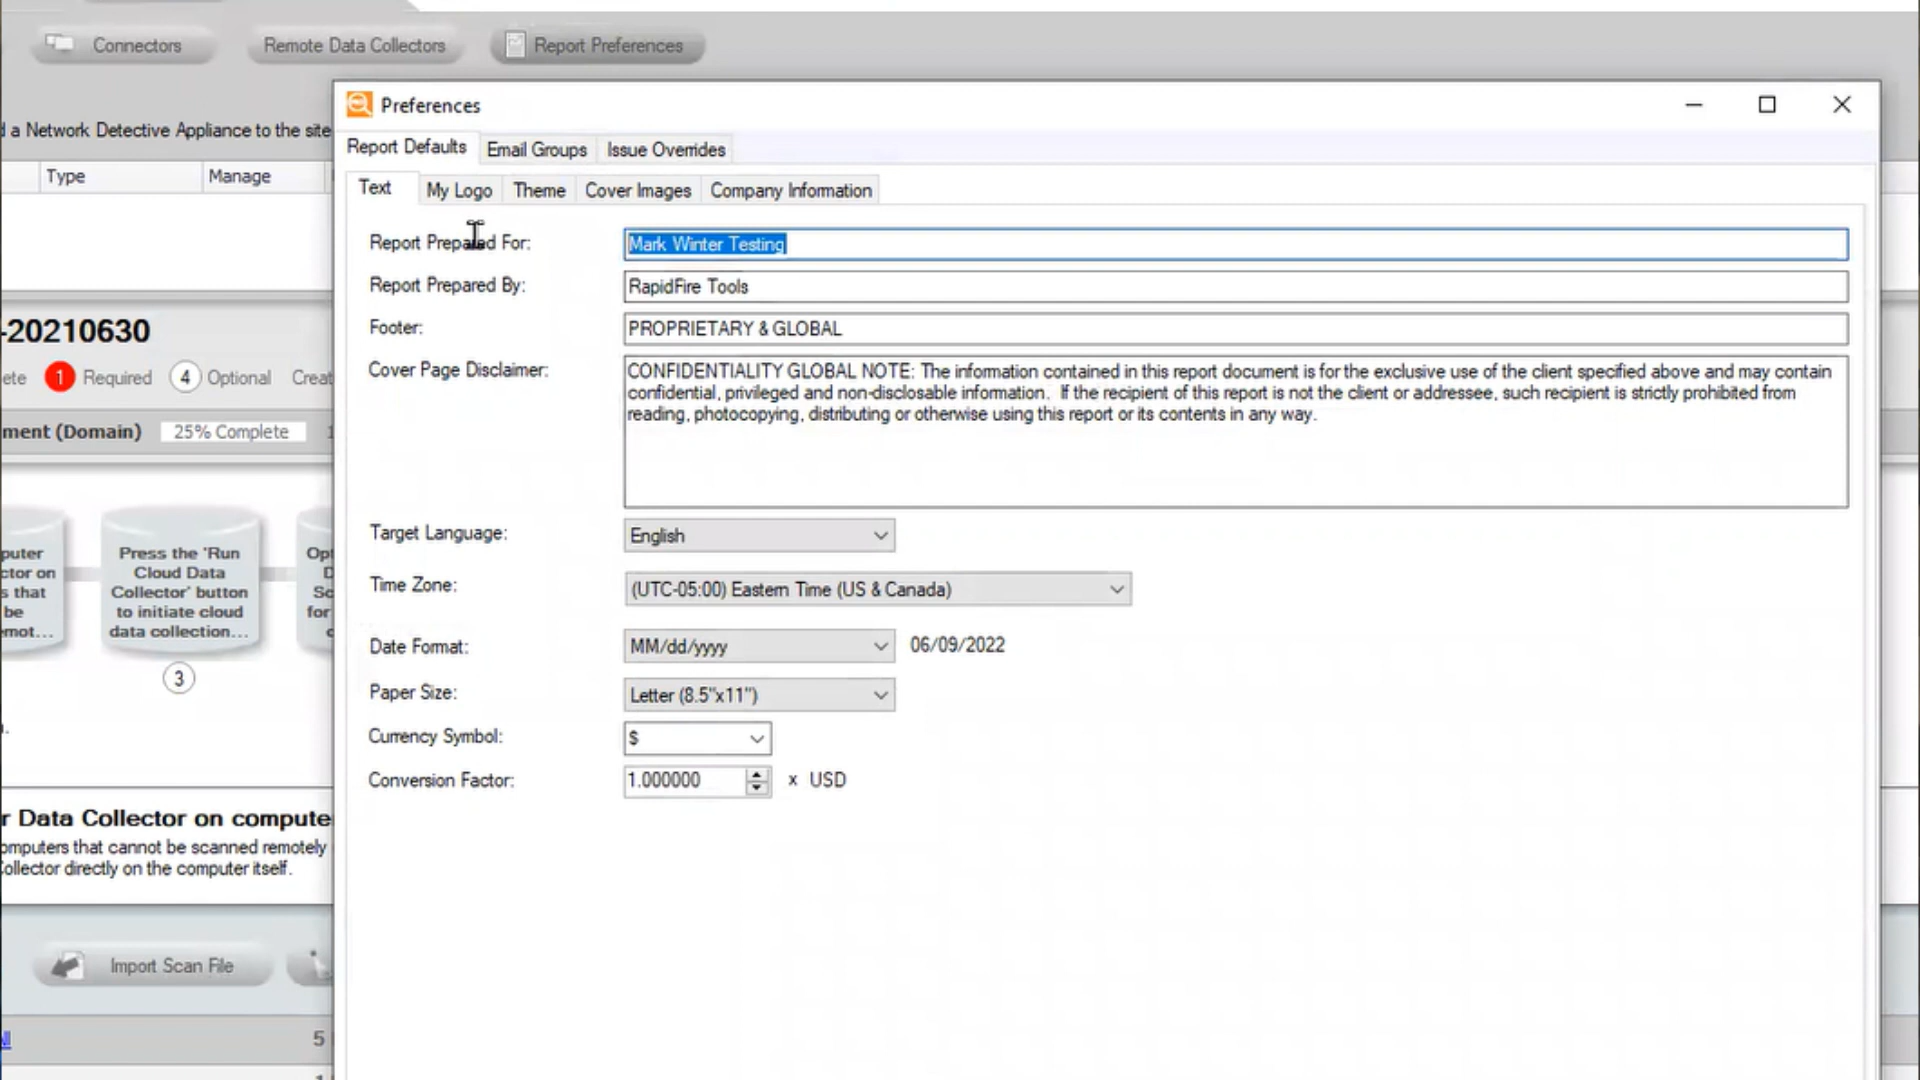 Connectors Remote Data Collectors Report Preferences
Preferences
d a Network Detective Appliance to the site
Report Defaults Email Groups Issue Overrides
Type Manage
Text My Logo Theme Cover Images Company Information
Report Prepared For: Mark Winter Testing
Report Prepared By: RapidFire Tools
-20210630
Footer: PROPRIETARY & GLOBAL
ete 1 Required 4 Optional Creat
Cover Page Disclaimer: CONFIDENTIALITY GLOBAL NOTE: The information contained in this report document is for the exclusive use of the client specified above and may contain
confidential, privileged and non-disclosable information. If the recipient of this report is not the client or addressee, such recipient is strictly prohibited from
reading, photocopying, distributing or otherwise using this report or its contents in any way.
ment (Domain) 25% Complete 1
Target Language: English
puter
ctor on
s that
be
emot...
Press the 'Run
Cloud Data
Collector' button
to initiate cloud
data collection...
Opt
D
Sc
for
c
3
Time Zone: (UTC-05:00) Eastern Time (US & Canada)
Date Format: MM/dd/yyyy 06/09/2022
Paper Size: Letter (8.5"x11")
Currency Symbol: $
Conversion Factor: 1.000000 x USD
r Data Collector on compute
omputers that cannot be scanned remotely
Collector directly on the computer itself.
Import Scan File
5